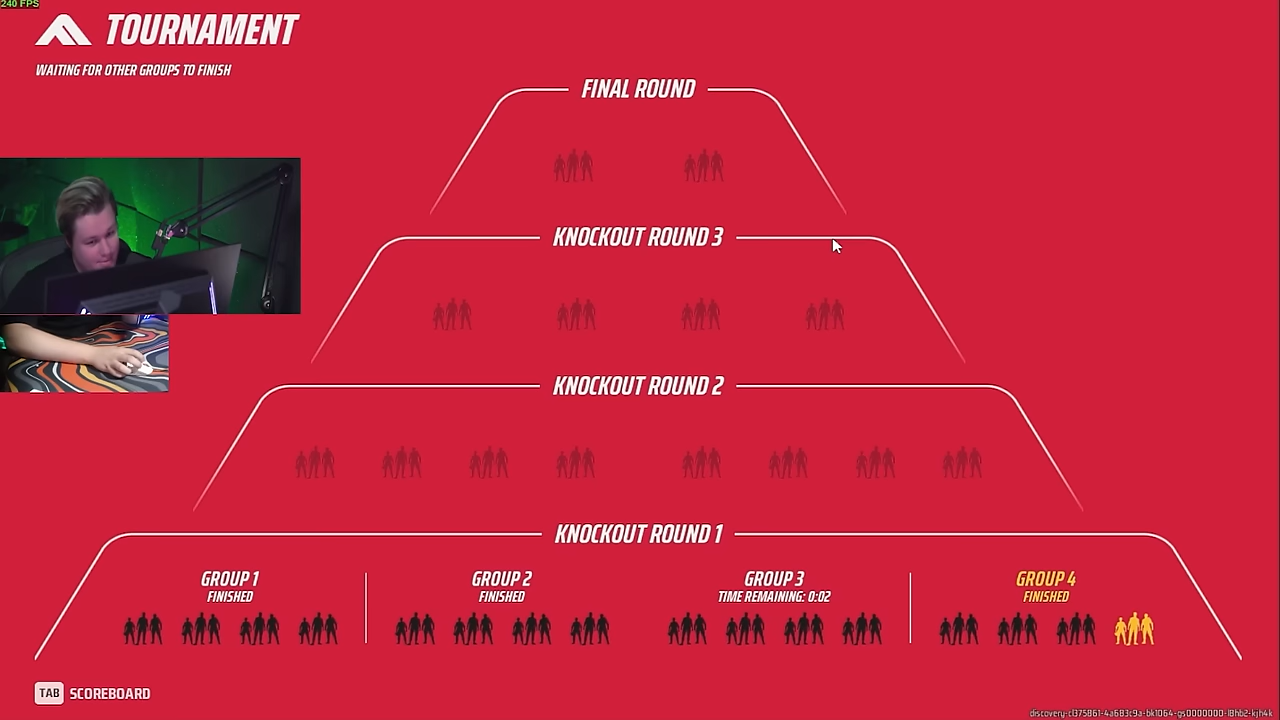 240 FPS
TOURNAMENT
WAITING FOR OTHER GROUPS TO FINISH
FINAL ROUND
KNOCKOUT ROUND 3
KNOCKOUT ROUND 2
KNOCKOUT ROUND 1
GROUP 1
FINISHED
GROUP 2
FINISHED
GROUP 3
TIME REMAINING: 0:02
GROUP 4
FINISHED
TAB SCOREBOARD